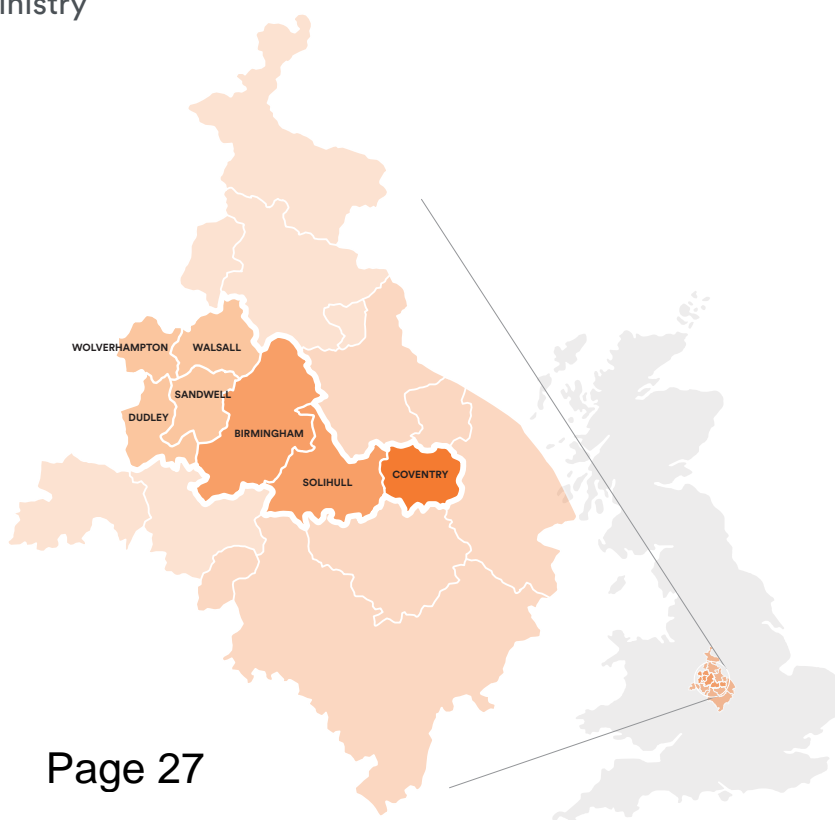 inistry
WOLVERHAMPTON
WALSALL
SANDWELL
DUDLEY
BIRMINGHAM
SOLIHULL
COVENTRY
Page 27